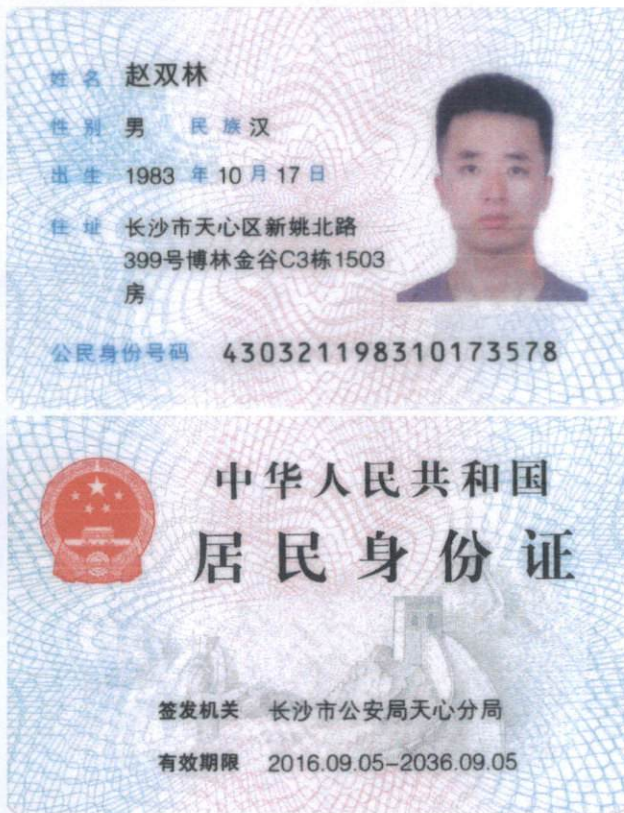 姓名 赵双林
性别 男 民族 汉
出生 1983 年 10 月 17 日
住址 长沙市天心区新姚北路
399号博林金谷C3栋1503
房
公民身份号码 430321198310173578
中华人民共和国
居民身份证
签发机关 长沙市公安局天心分局
有效期限 2016.09.05-2036.09.05